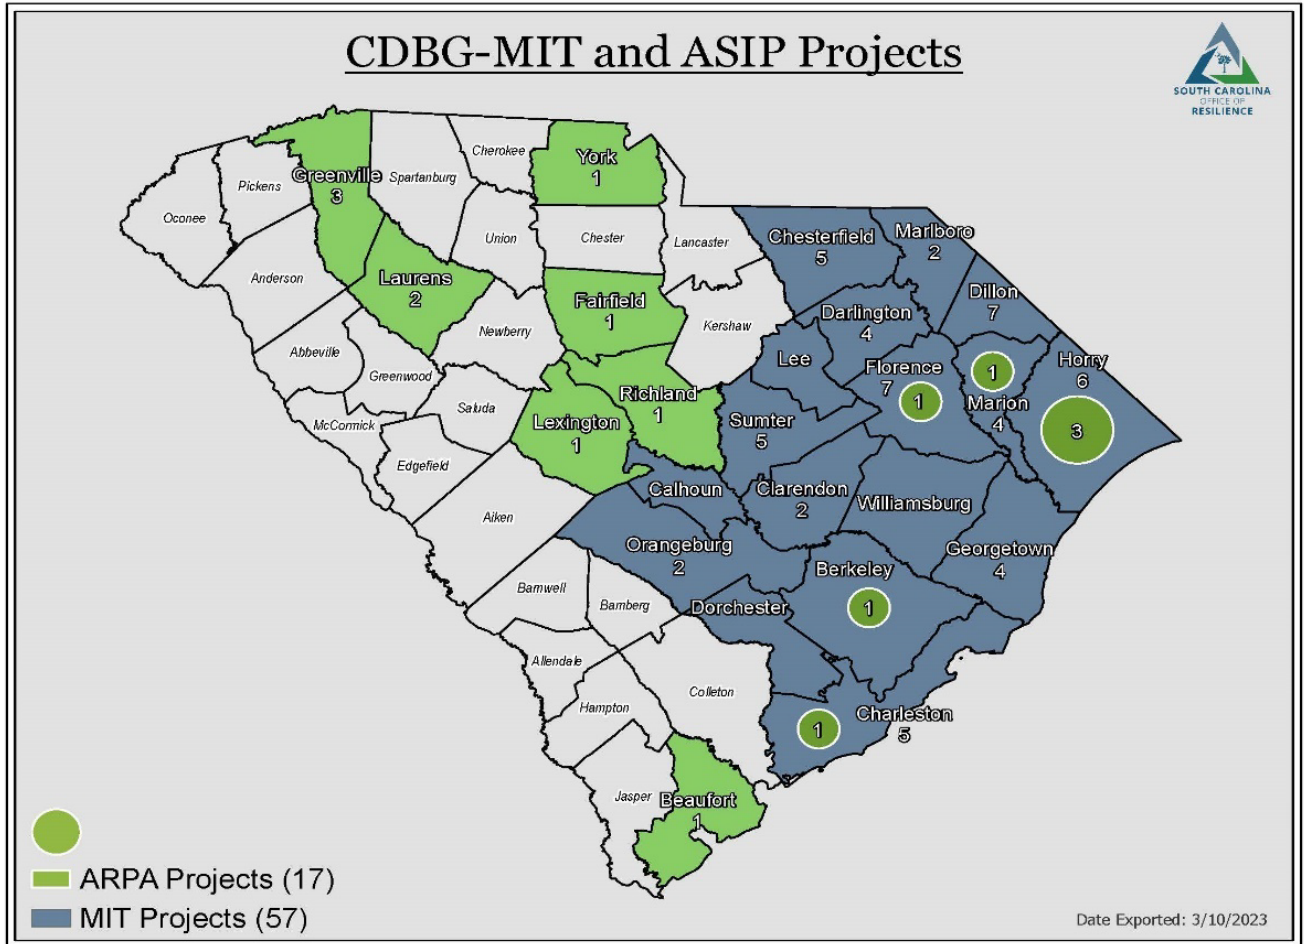 CDBG-MIT and ASIP Projects
SOUTH CAROLINA
OFFICE OF
RESILIENCE
Cherokee
York
1
Greenville
3
Spartanburg
Pickens
Oconee
Union
Chester
Lancaster
Chesterfield
5
Marlboro
2
Anderson
Laurens
2
Fairfield
1
Dillon
7
Newberry
Kershaw
Darlington
4
Abbeville
Greenwood
Lee
Florence
7
1
1
Marion
4
Horry
6
3
Saluda
Richland
1
McCormick
Lexington
1
Sumter
5
Edgefield
Calhoun
Clarendon
2
Williamsburg
Aiken
Orangeburg
2
Georgetown
4
Berkeley
1
Barnwell
Bamberg
Dorchester
Allendale
Colleton
Hampton
Charleston
5
1
Jasper
Beaufort
1
ARPA Projects (17)
MIT Projects (57)
Date Exported: 3/10/2023